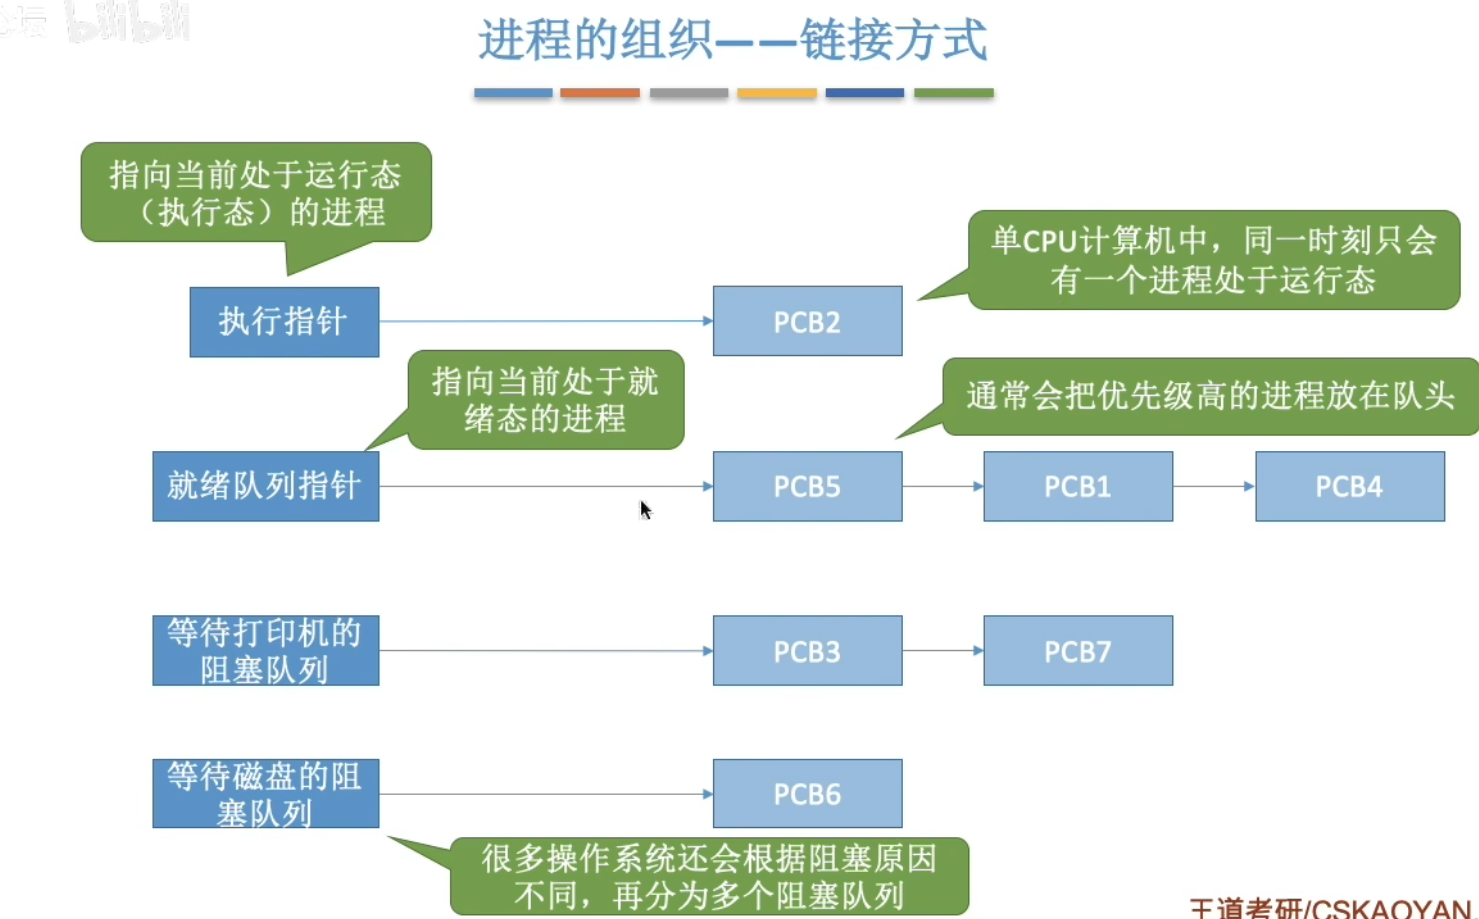 bilibili
进程的组织——链接方式
指向当前处于运行态
（执行态）的进程
单CPU计算机中，同一时刻只会
有一个进程处于运行态
执行指针
PCB2
指向当前处于就
绪态的进程
通常会把优先级高的进程放在队头
就绪队列指针
PCB5
PCB1
PCB4
等待打印机的
阻塞队列
PCB3
PCB7
等待磁盘的阻
塞队列
PCB6
很多操作系统还会根据阻塞原因
不同，再分为多个阻塞队列
王道考研/CSKAOYAN